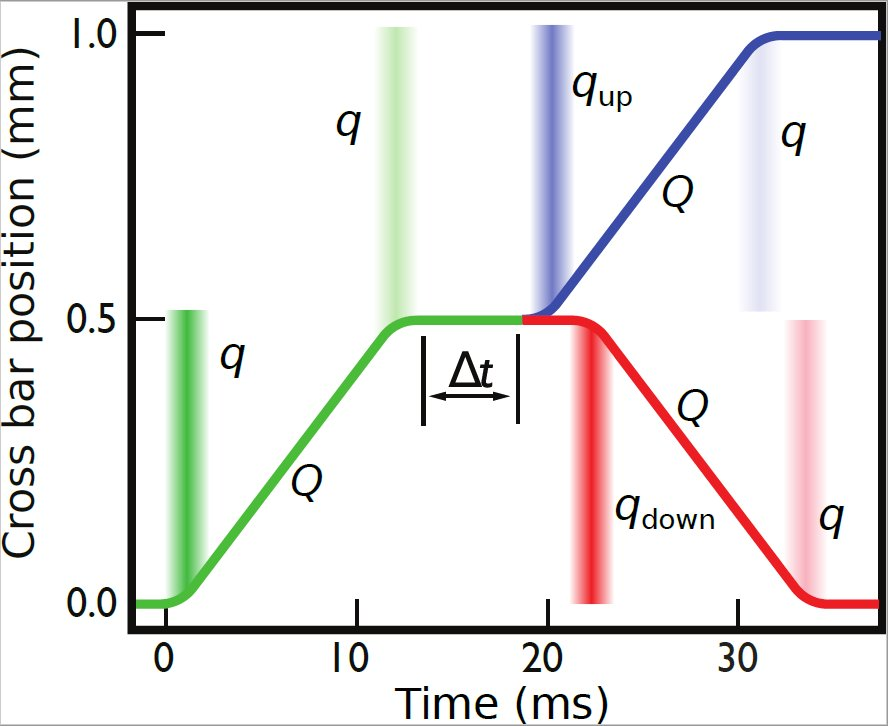 Cross bar position (mm)
1.0
0.5
0.0
q
q
q_up
q
Q
q
Δt
Q
Q
q_down
q
0 10 20 30
Time (ms)